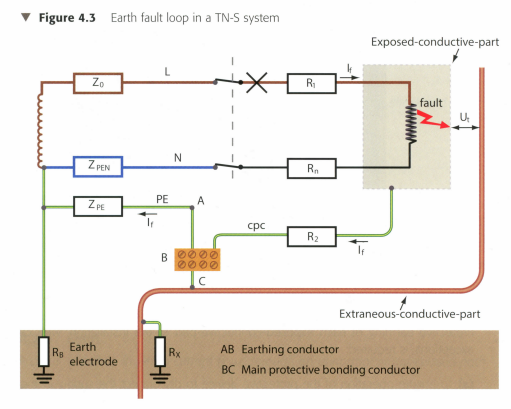 ▼ Figure 4.3 Earth fault loop in a TN-S system
Exposed-conductive-part
L
If
Z0
Rt
fault
Ut
N
ZPEN
Rn
PE
A
ZPE
If
cpc
R2
If
B
C
Extraneous-conductive-part
RB
Earth
electrode
RX
AB Earthing conductor
BC Main protective bonding conductor